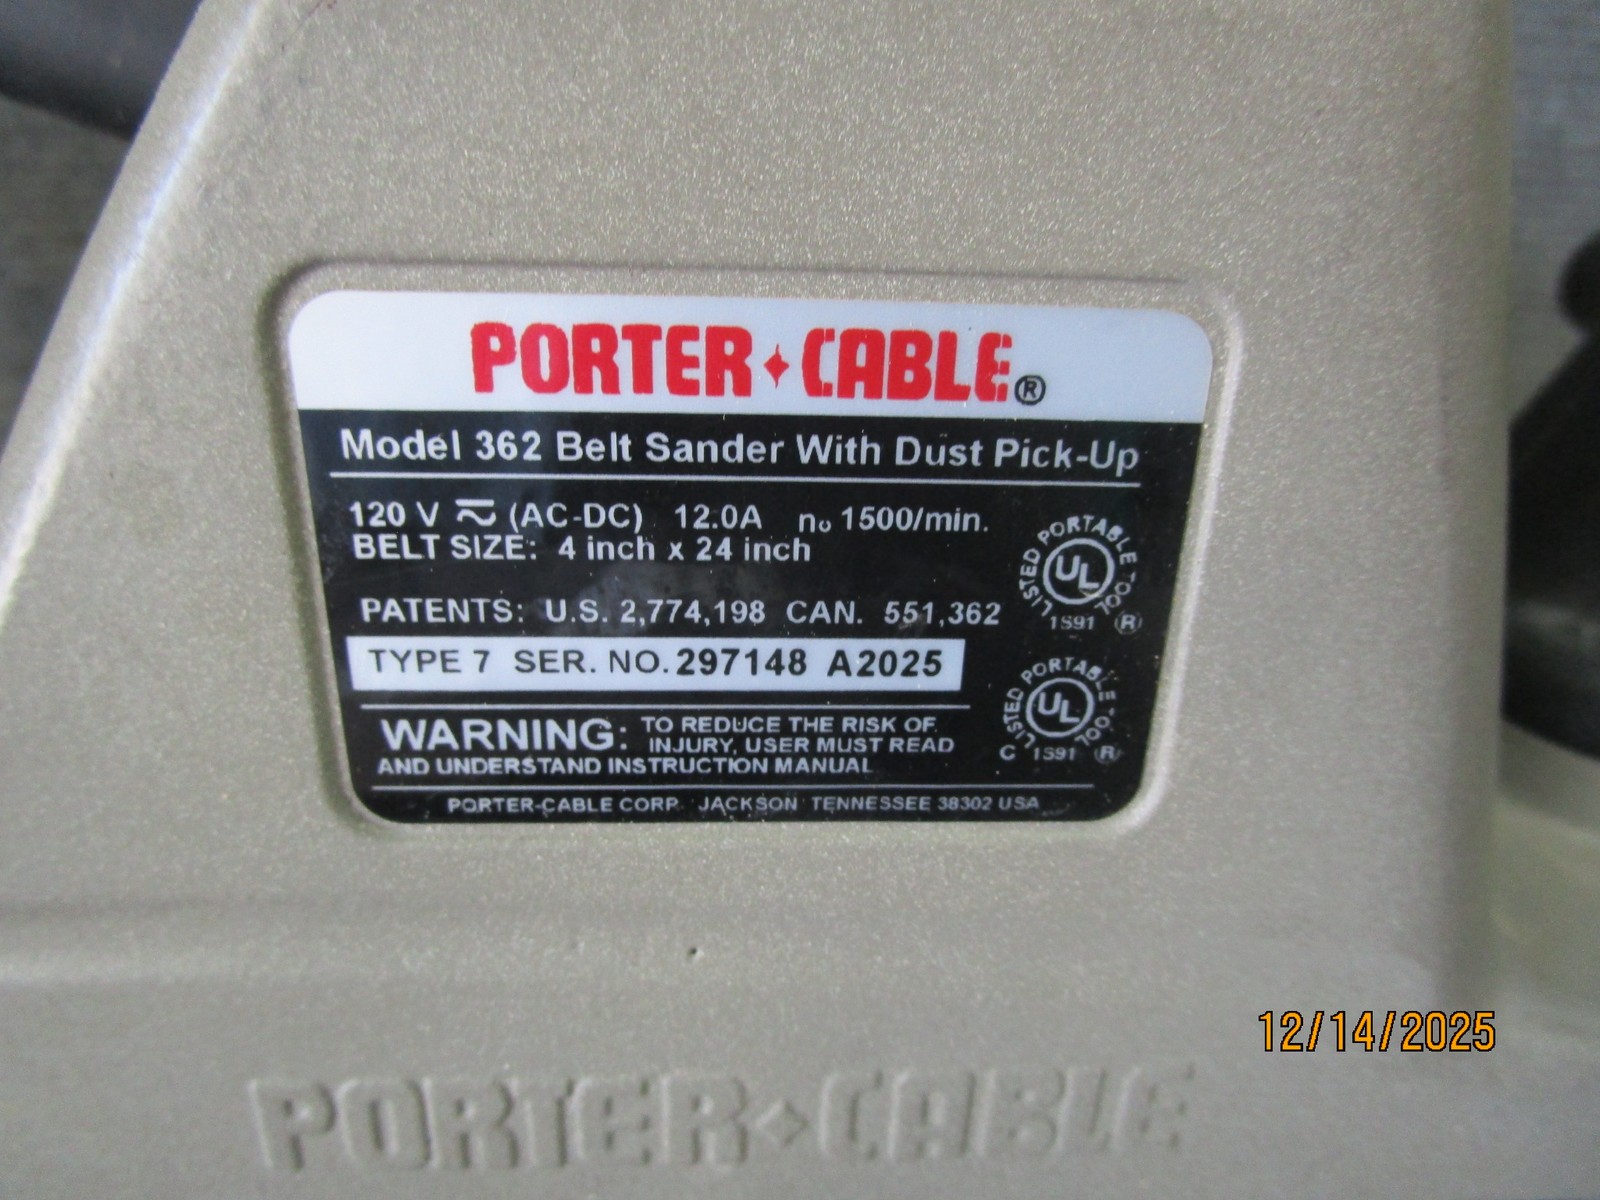 PORTER CABLE®
Model 362 Belt Sander With Dust Pick-Up
120 V ⎓∼ (AC-DC) 12.0A n₀ 1500/min.
BELT SIZE: 4 inch x 24 inch
PATENTS: U.S. 2,774,198 CAN. 551,362
TYPE 7 SER. NO. 297148 A2025
LISTED PORTABLE TOOL
UL
1S91 ®
LISTED PORTABLE TOOL
UL
C 1S91 ®
WARNING: TO REDUCE THE RISK OF
INJURY, USER MUST READ
AND UNDERSTAND INSTRUCTION MANUAL
PORTER-CABLE CORP. JACKSON TENNESSEE 38302 USA
12/14/2025
PORTER CABLE